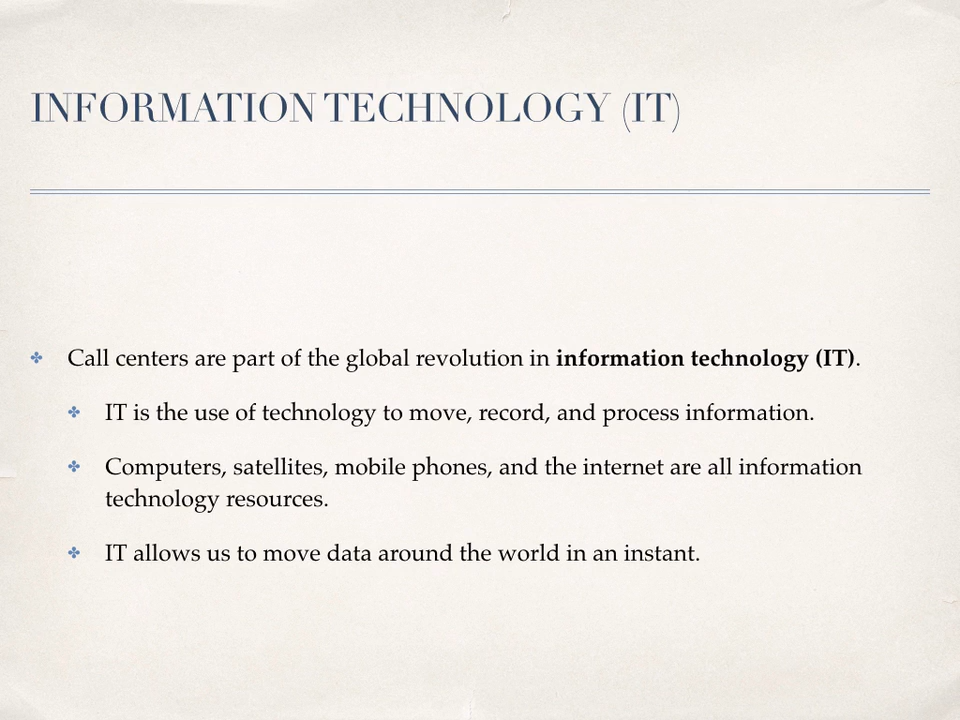 INFORMATION TECHNOLOGY (IT)
Call centers are part of the global revolution in information technology (IT).
IT is the use of technology to move, record, and process information.
Computers, satellites, mobile phones, and the internet are all information
technology resources.
IT allows us to move data around the world in an instant.